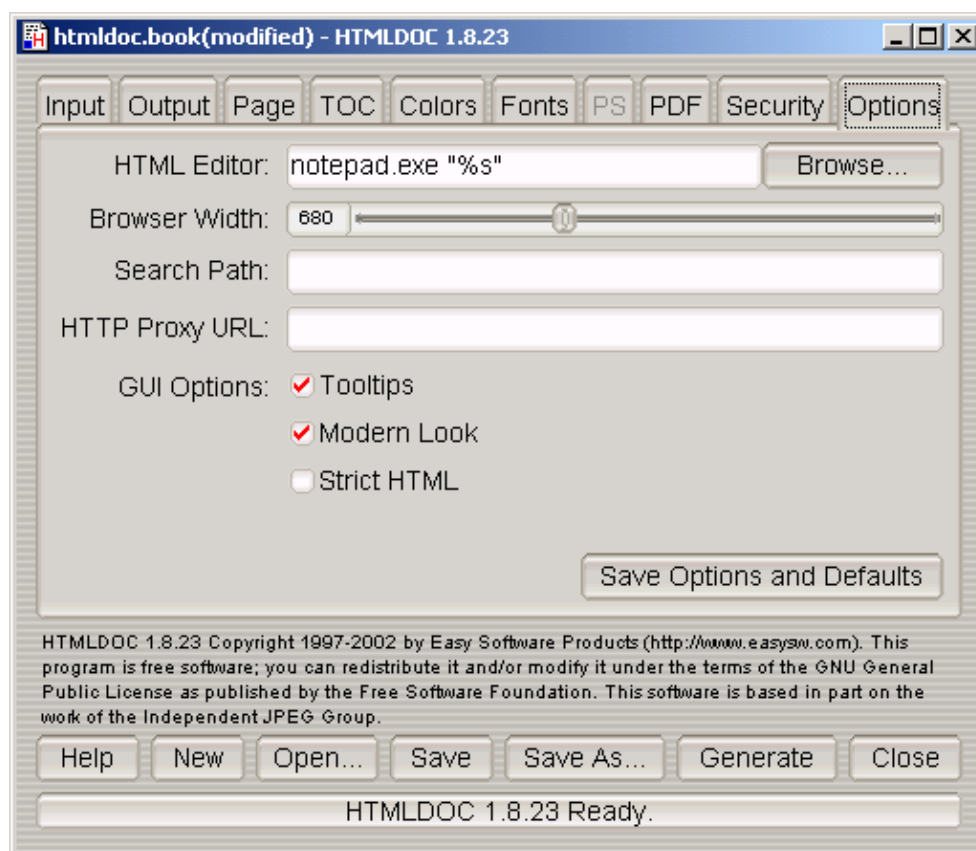 htmldoc.book(modified) - HTMLDOC 1.8.23
Input Output Page TOC Colors Fonts PS PDF Security Options
HTML Editor: notepad.exe "%s" Browse...
Browser Width: 680
Search Path:
HTTP Proxy URL:
GUI Options: Tooltips
Modern Look
Strict HTML
Save Options and Defaults
HTMLDOC 1.8.23 Copyright 1997-2002 by Easy Software Products (http://www.easysw.com). This
program is free software; you can redistribute it and/or modify it under the terms of the GNU General
Public License as published by the Free Software Foundation. This software is based in part on the
work of the Independent JPEG Group.
Help New Open... Save Save As... Generate Close
HTMLDOC 1.8.23 Ready.